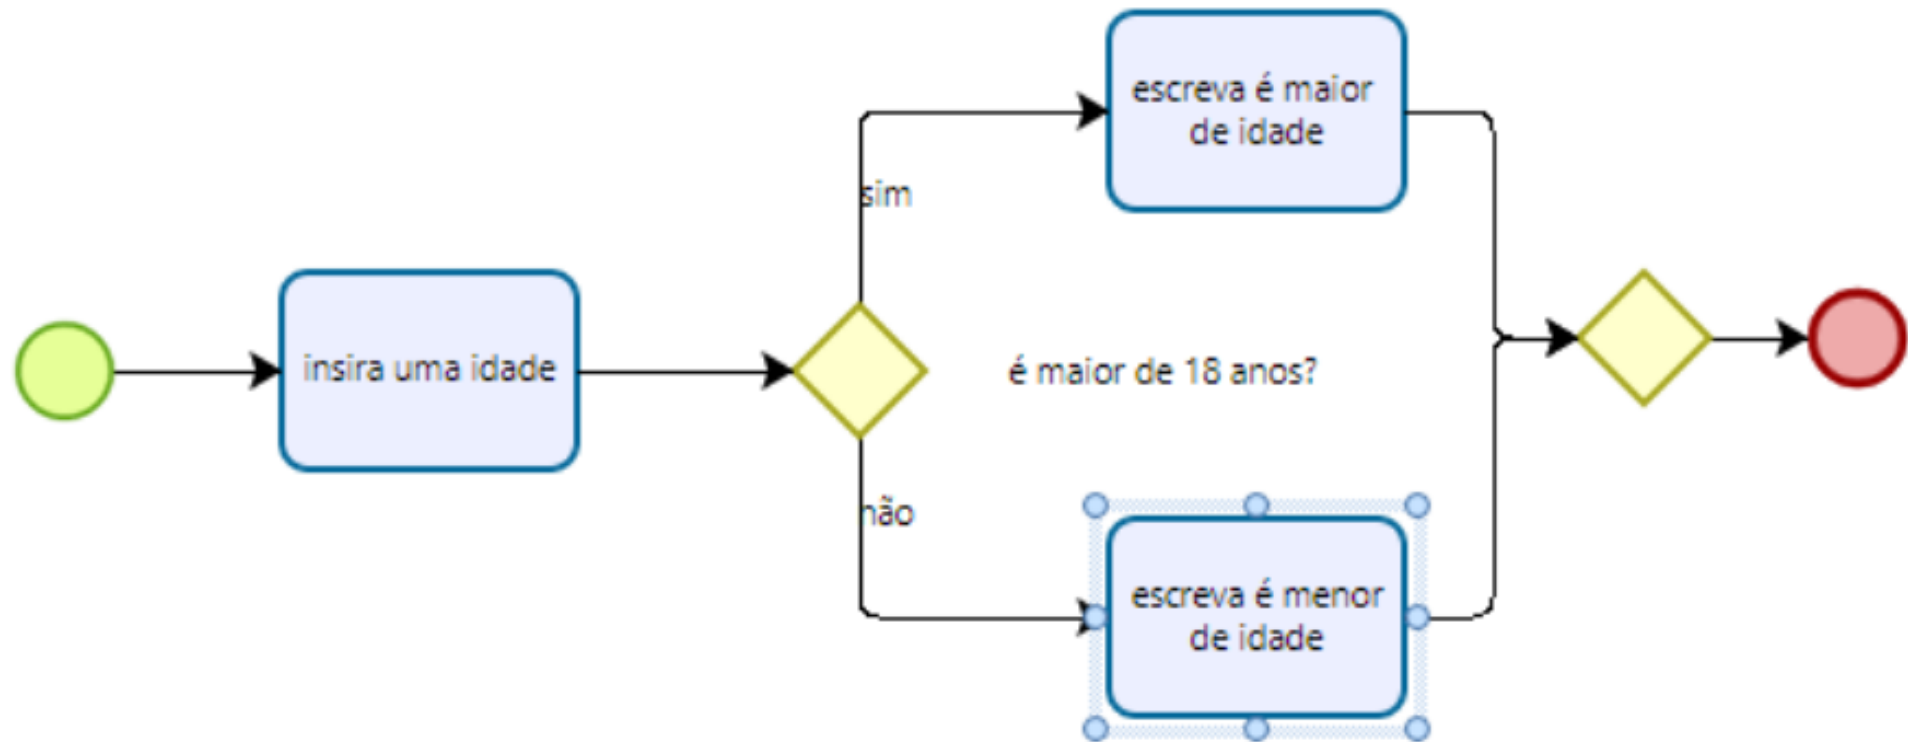 escreva é maior
de idade
sim
insira uma idade
é maior de 18 anos?
não
escreva é menor
de idade